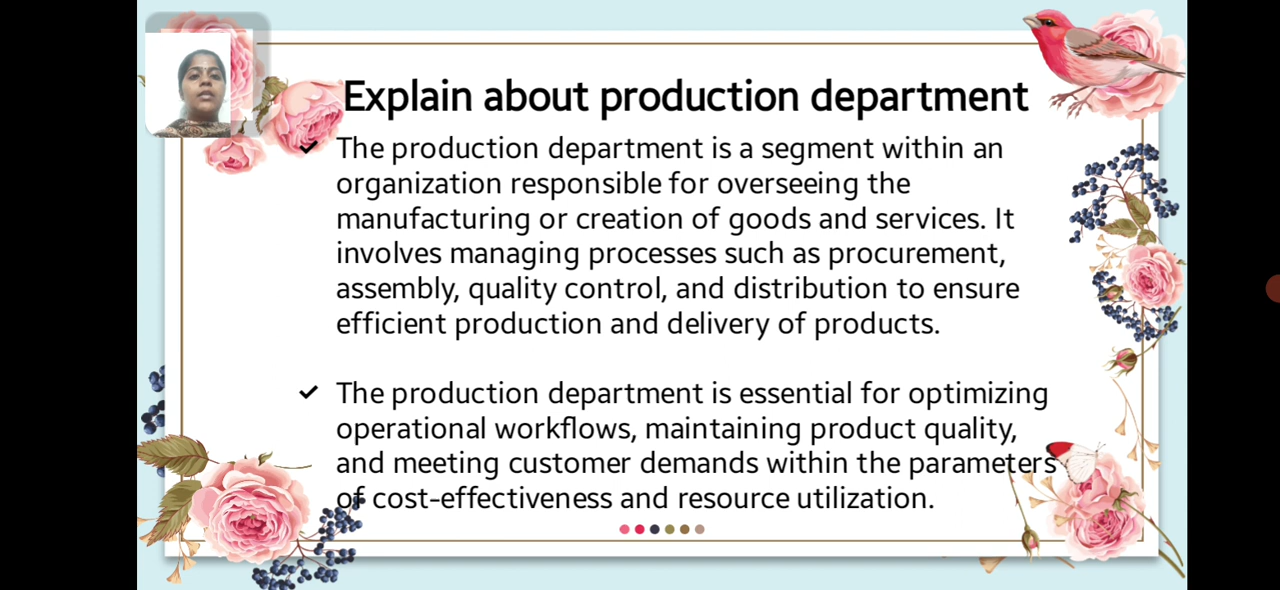 Explain about production department
The production department is a segment within an
organization responsible for overseeing the
manufacturing or creation of goods and services. It
involves managing processes such as procurement,
assembly, quality control, and distribution to ensure
efficient production and delivery of products.
The production department is essential for optimizing
operational workflows, maintaining product quality,
and meeting customer demands within the parameters
of cost-effectiveness and resource utilization.